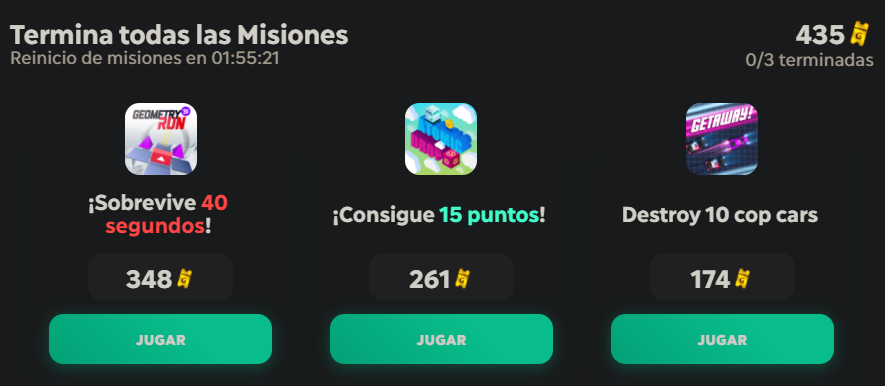 Termina todas las Misiones
435
Reinicio de misiones en 01:55:21
0/3 terminadas
GEOMETRY
RUN
GETAWAY!
¡Sobrevive 40
segundos!
¡Consigue 15 puntos!
Destroy 10 cop cars
348
261
174
JUGAR
JUGAR
JUGAR